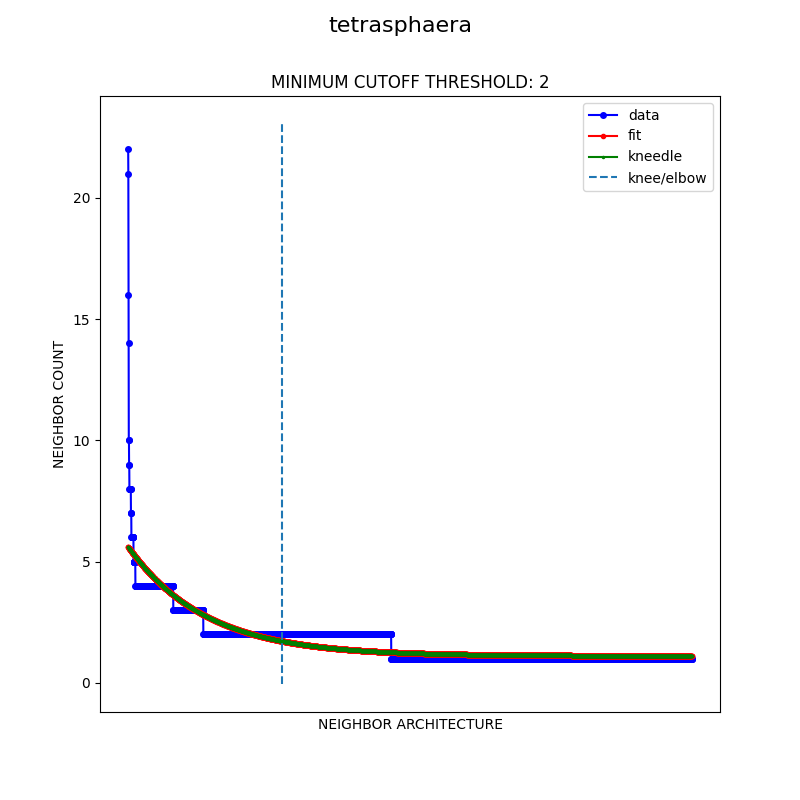 tetrasphaera
MINIMUM CUTOFF THRESHOLD: 2
data
fit
kneedle
knee/elbow
20
15
10
5
0
NEIGHBOR COUNT
NEIGHBOR ARCHITECTURE